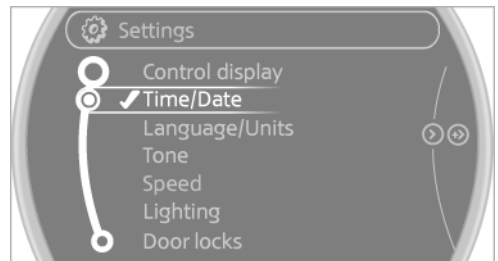 Settings
Control display
Time/Date
Language/Units
Tone
Speed
Lighting
Door locks